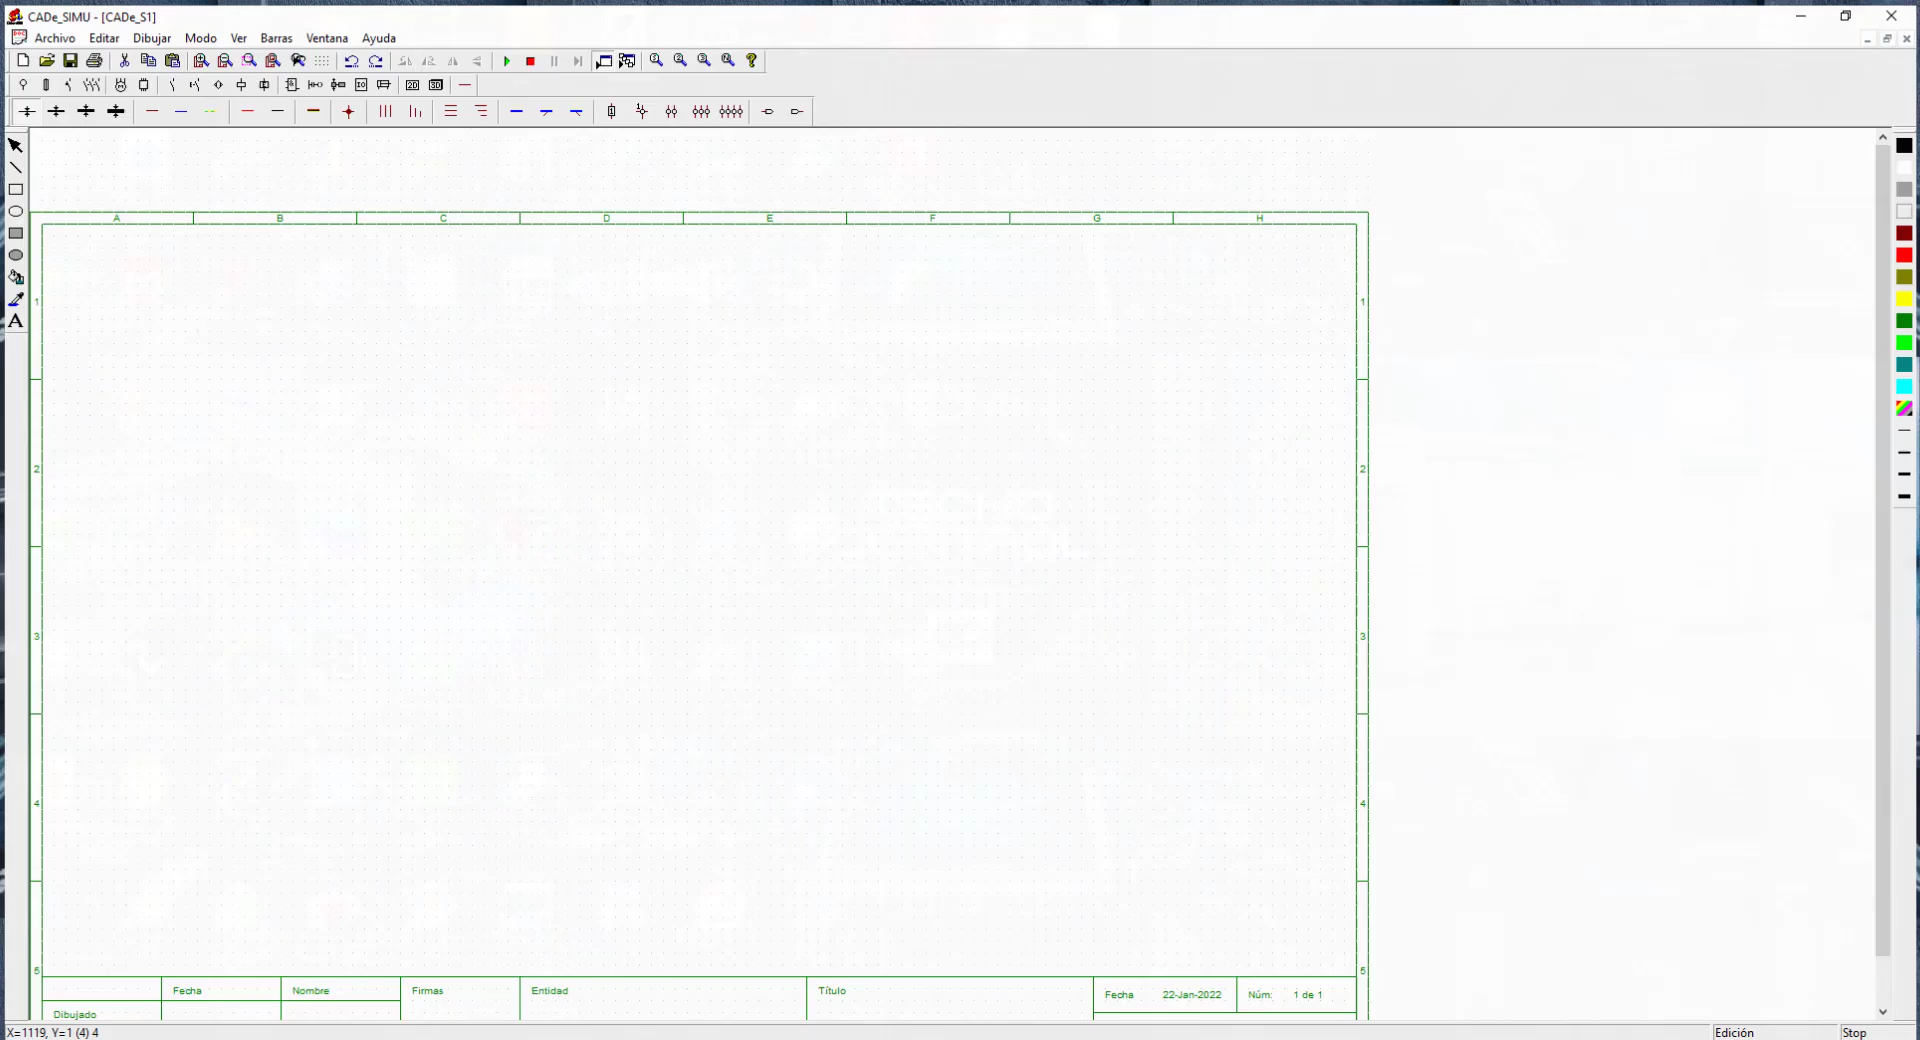 CADe_SIMU - [CADe_S1]
Archivo Editar Dibujar Modo Ver Barras Ventana Ayuda
A B C D E F G H
1 1
2 2
3 3
4 4
5 5
Fecha Nombre Firmas Entidad Título Fecha 22-Jan-2022 Núm: 1 de 1
Dibujado
X=1119, Y=1 (4) 4 Edición Stop